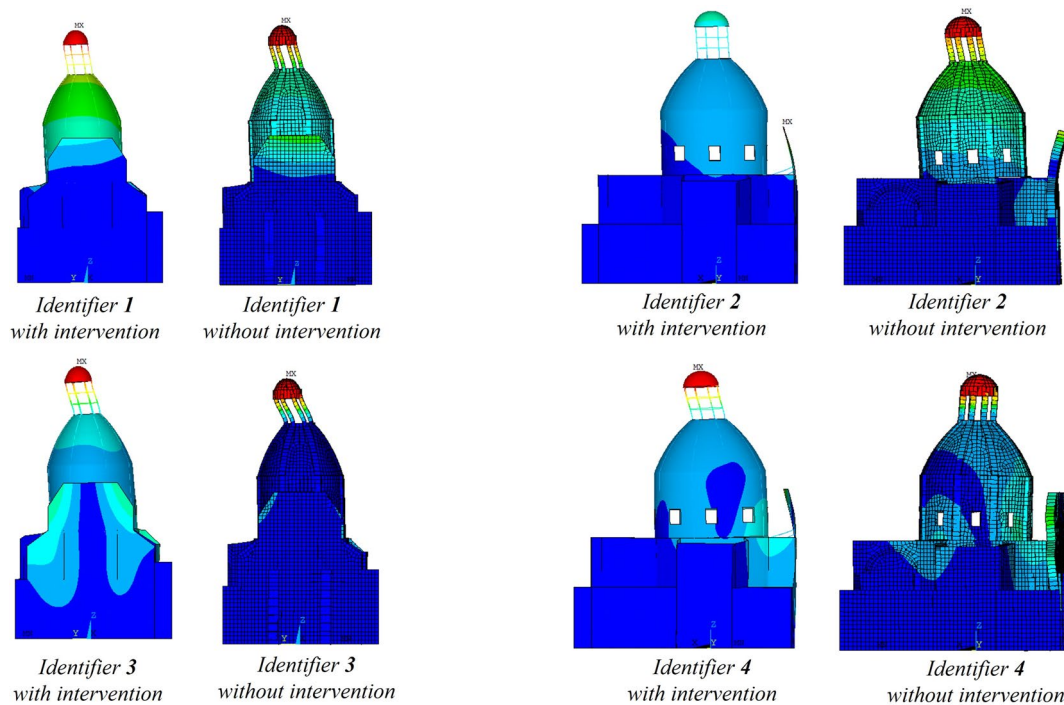 MX
MX
MX
MX
Z
Y
Z
Y
Z
Z
Identifier 1
with intervention
Identifier 1
without intervention
Identifier 2
with intervention
Identifier 2
without intervention
MX
MX
MX
MX
Z
Y
Z
Y
Z
Z
Identifier 3
with intervention
Identifier 3
without intervention
Identifier 4
with intervention
Identifier 4
without intervention